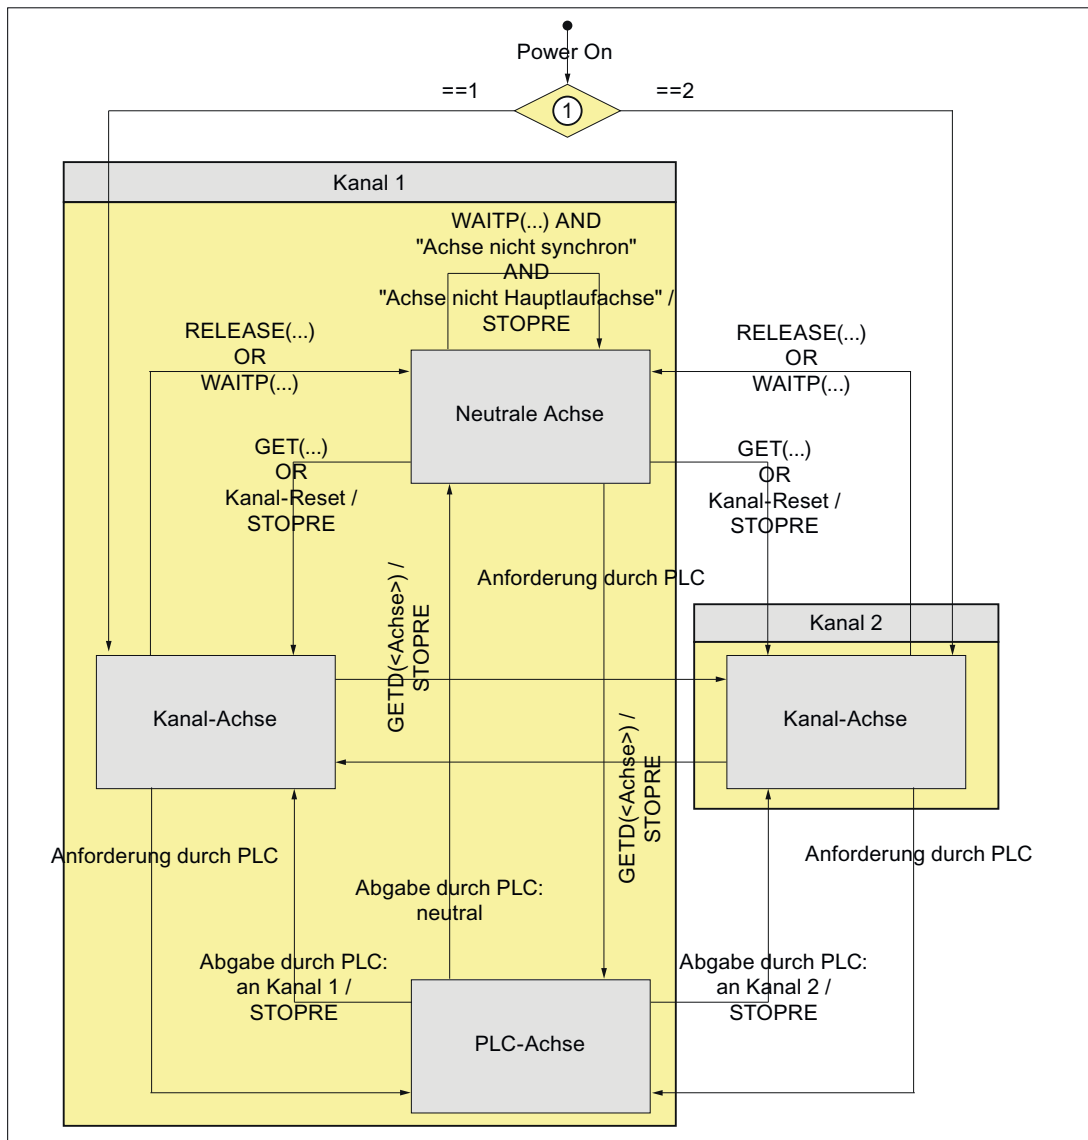 Power On
==1
==2
1
Kanal 1
WAITP(...) AND
"Achse nicht synchron"
AND
"Achse nicht Hauptlaufachse" /
STOPRE
RELEASE(...)
OR
WAITP(...)
RELEASE(...)
OR
WAITP(...)
Neutrale Achse
GET(...)
OR
Kanal-Reset /
STOPRE
GET(...)
OR
Kanal-Reset /
STOPRE
Anforderung durch PLC
GETD(<Achse>) /
STOPRE
Kanal 2
Kanal-Achse
Kanal-Achse
GETD(<Achse>) /
STOPRE
Anforderung durch PLC
Anforderung durch PLC
Abgabe durch PLC:
neutral
Abgabe durch PLC:
an Kanal 1 /
STOPRE
Abgabe durch PLC:
an Kanal 2 /
STOPRE
PLC-Achse